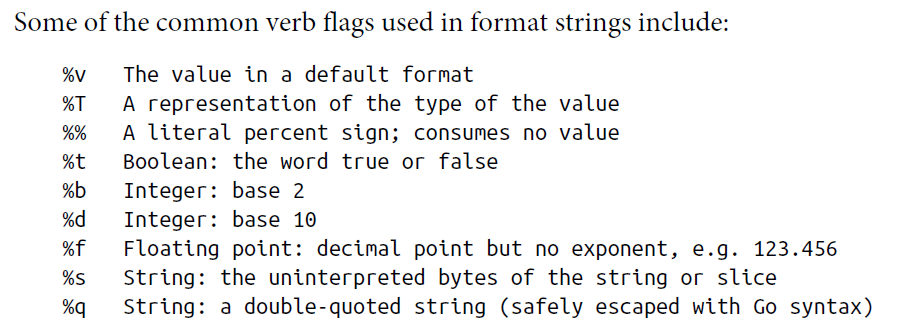 Some of the common verb flags used in format strings include:
%v The value in a default format
%T A representation of the type of the value
%% A literal percent sign; consumes no value
%t Boolean: the word true or false
%b Integer: base 2
%d Integer: base 10
%f Floating point: decimal point but no exponent, e.g. 123.456
%s String: the uninterpreted bytes of the string or slice
%q String: a double-quoted string (safely escaped with Go syntax)